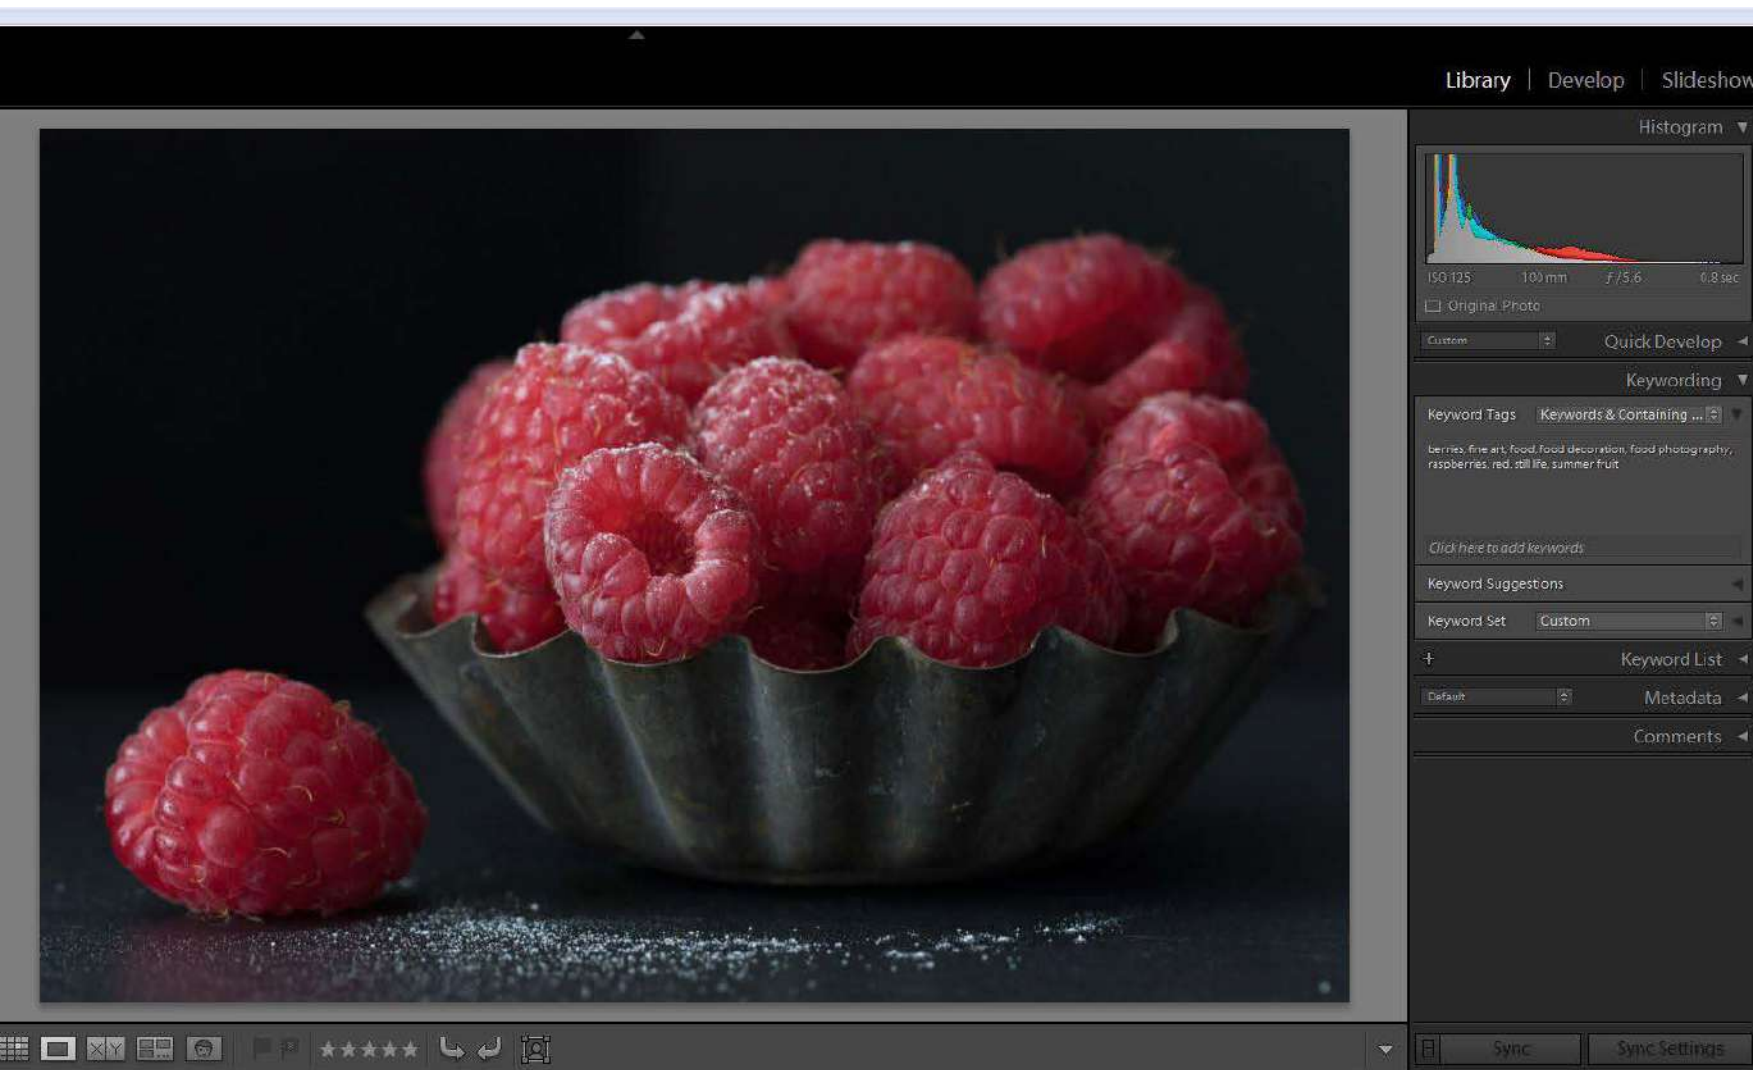 Library | Develop | Slideshow
Histogram
ISO 125 100 mm ƒ/5.6 0.8 sec
Original Photo
Custom Quick Develop
Keywording
Keyword Tags Keywords & Containing ...
berries, fine art, food, food decoration, food photography,
raspberries, red, still life, summer fruit
Click here to add keywords
Keyword Suggestions
Keyword Set Custom
+ Keyword List
Default Metadata
Comments
X Y
Sync Sync Settings